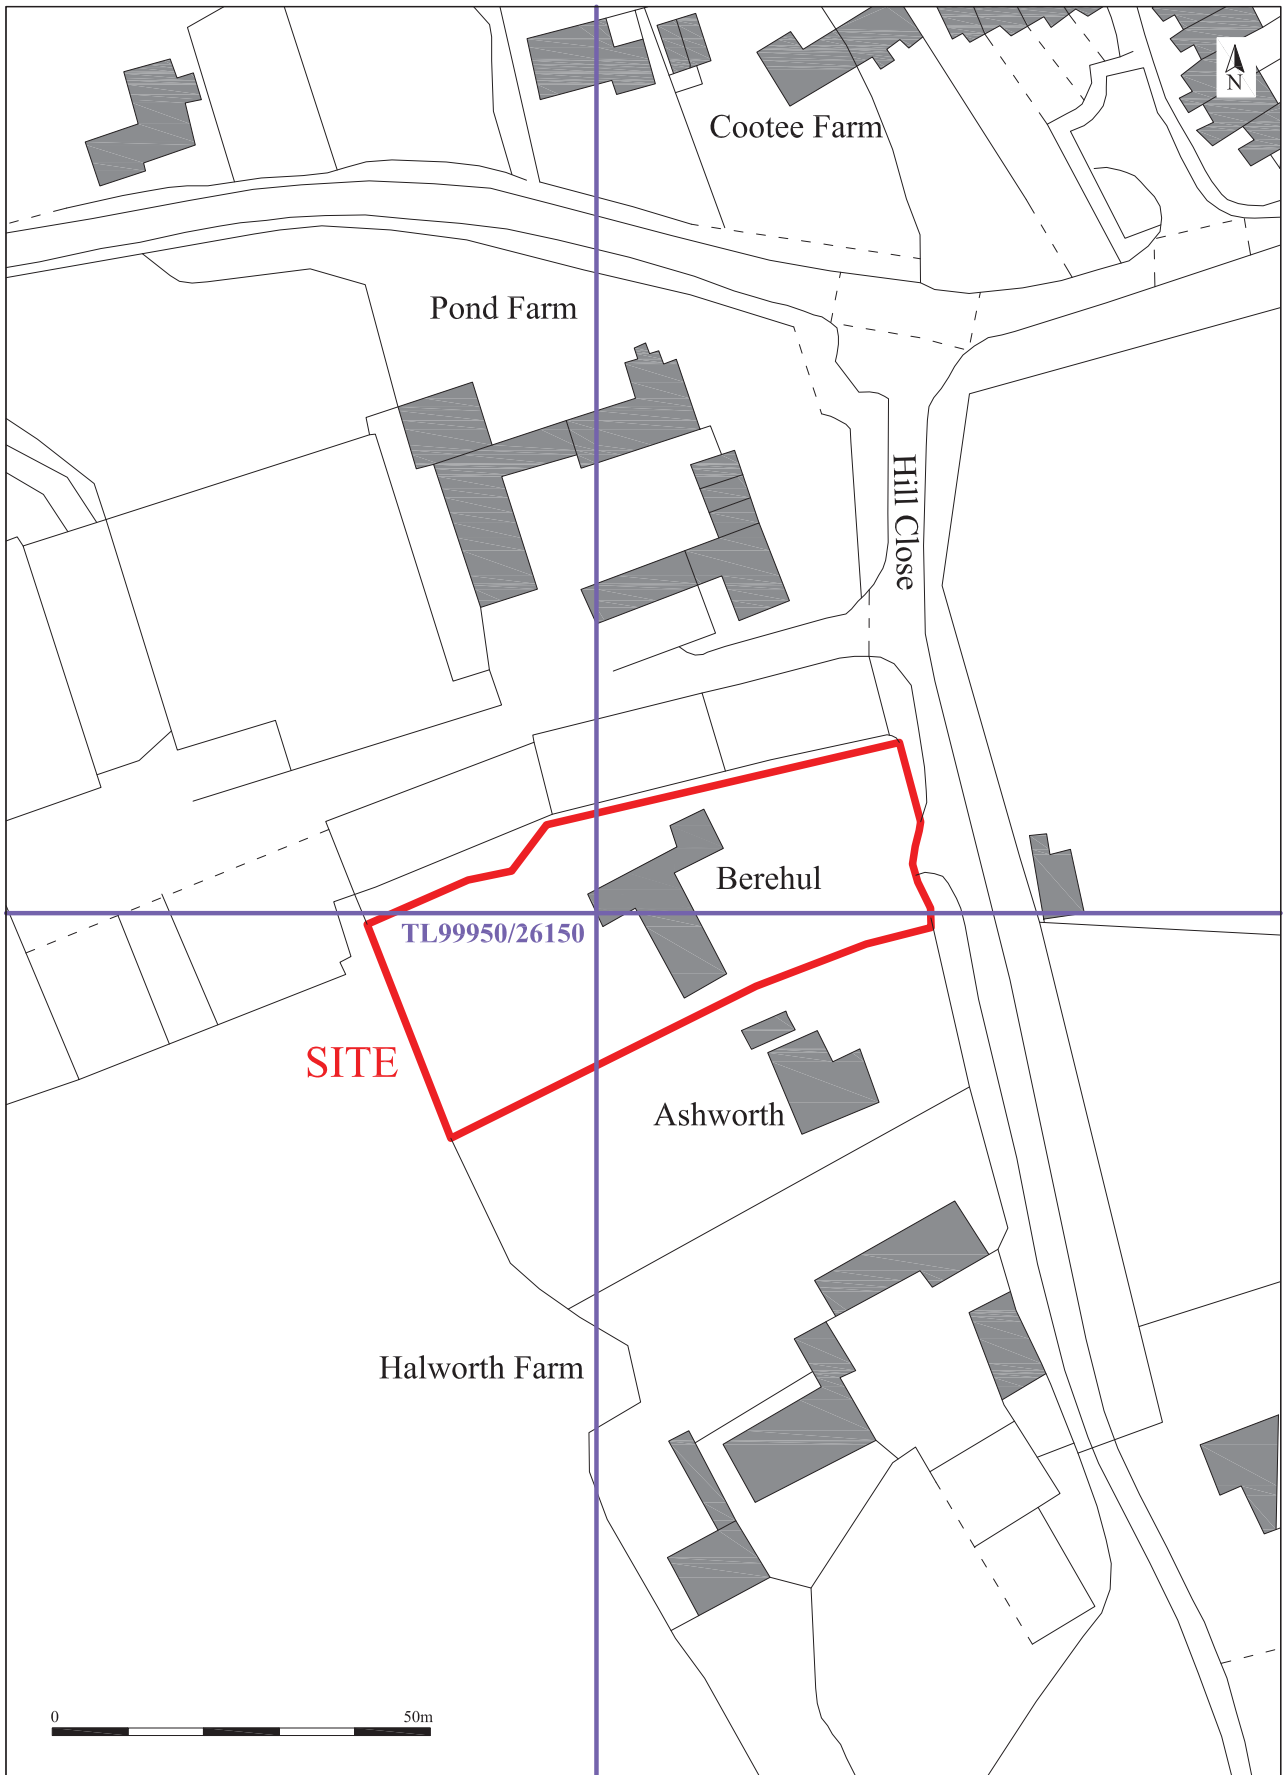 N
Cootee Farm
Pond Farm
Hill Close
Berehul
TL99950/26150
SITE
Ashworth
Halworth Farm
0 50m